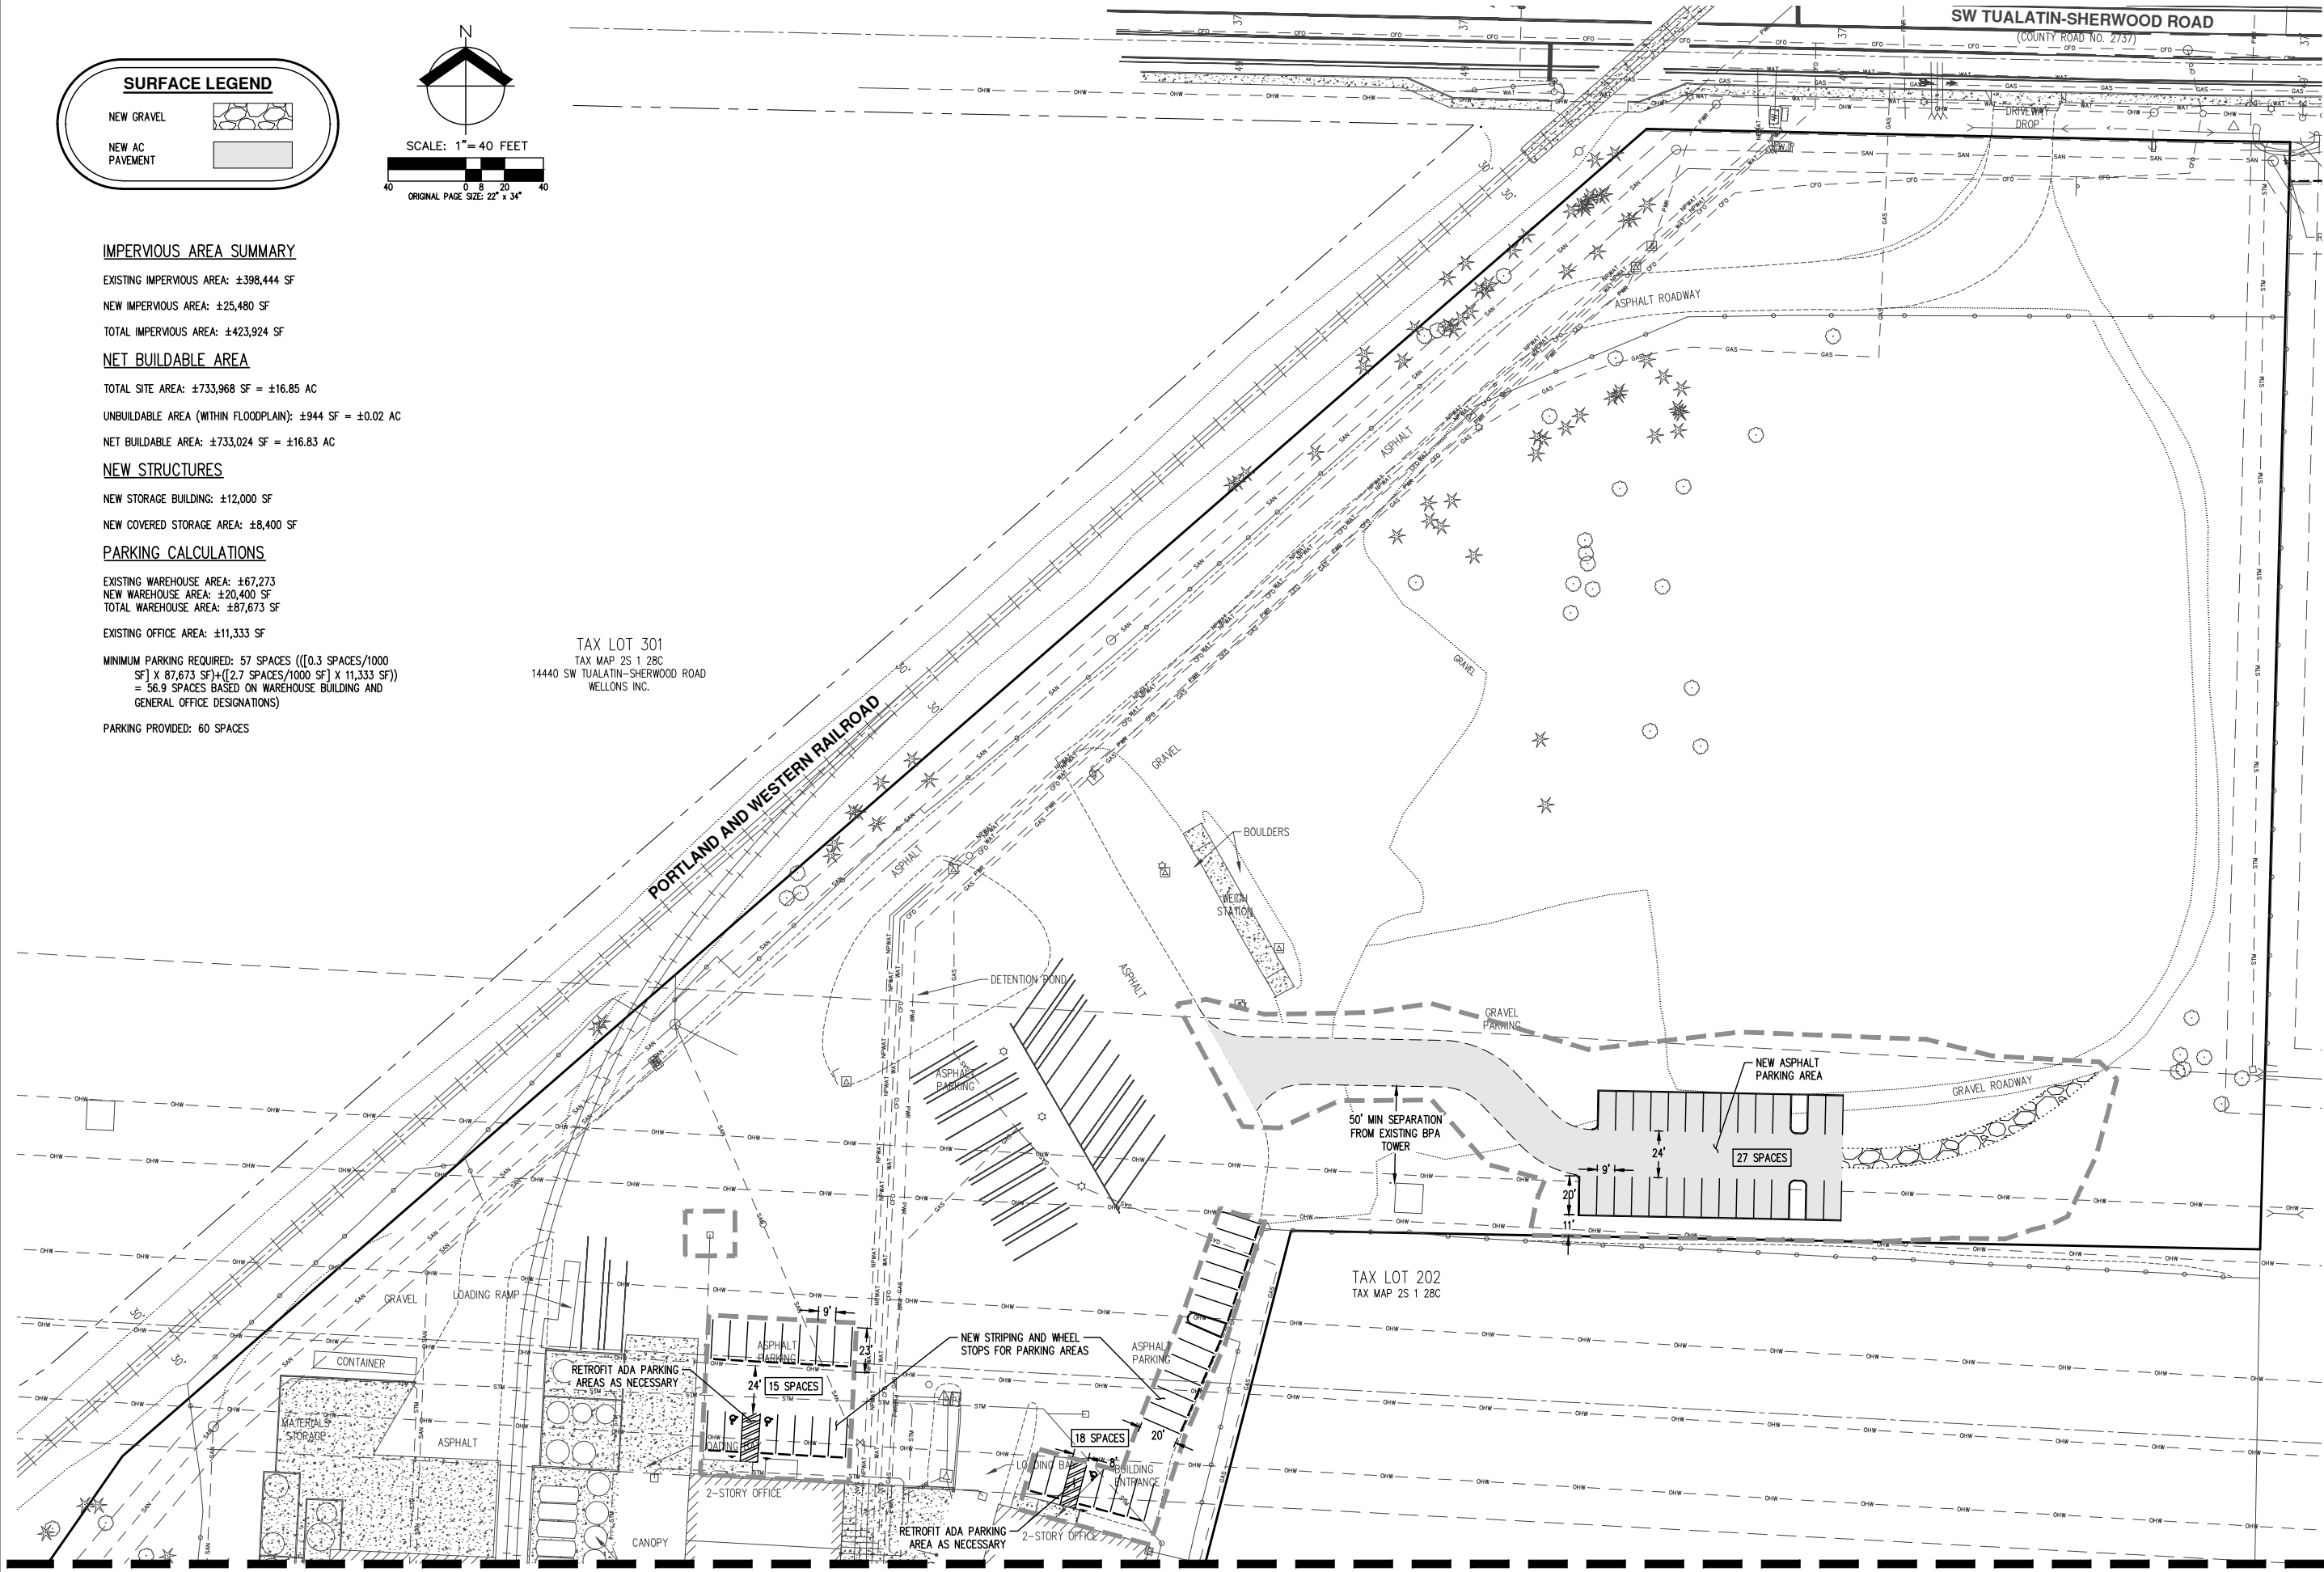 SURFACE LEGEND
NEW GRAVEL
NEW AC
PAVEMENT
N
SCALE: 1"= 40 FEET
40 0 8 20 40
ORIGINAL PAGE SIZE: 22" x 34"
SW TUALATIN-SHERWOOD ROAD
(COUNTY ROAD NO. 2737)
DRIVEWAY
DROP
IMPERVIOUS AREA SUMMARY
EXISTING IMPERVIOUS AREA: ±398,444 SF
NEW IMPERVIOUS AREA: ±25,480 SF
TOTAL IMPERVIOUS AREA: ±423,924 SF
NET BUILDABLE AREA
TOTAL SITE AREA: ±733,968 SF = ±16.85 AC
UNBUILDABLE AREA (WITHIN FLOODPLAIN): ±944 SF = ±0.02 AC
NET BUILDABLE AREA: ±733,024 SF = ±16.83 AC
NEW STRUCTURES
NEW STORAGE BUILDING: ±12,000 SF
NEW COVERED STORAGE AREA: ±8,400 SF
PARKING CALCULATIONS
EXISTING WAREHOUSE AREA: ±67,273
NEW WAREHOUSE AREA: ±20,400 SF
TOTAL WAREHOUSE AREA: ±87,673 SF
EXISTING OFFICE AREA: ±11,333 SF
MINIMUM PARKING REQUIRED: 57 SPACES (([0.3 SPACES/1000
SF] X 87,673 SF)+([2.7 SPACES/1000 SF] X 11,333 SF))
= 56.9 SPACES BASED ON WAREHOUSE BUILDING AND
GENERAL OFFICE DESIGNATIONS)
PARKING PROVIDED: 60 SPACES
TAX LOT 301
TAX MAP 2S 1 28C
14440 SW TUALATIN-SHERWOOD ROAD
WELLONS INC.
PORTLAND AND WESTERN RAILROAD
30'
30'
30'
30'
ASPHALT ROADWAY
ASPHALT
GRAVEL
GRAVEL
BOULDERS
WEIGH
STATION
ASPHALT
ASPHALT
DETENTION POND
GRAVEL
PARKING
ASPHALT
PARKING
NEW ASPHALT
PARKING AREA
GRAVEL ROADWAY
50' MIN SEPARATION
FROM EXISTING BPA
TOWER
24'
9'
27 SPACES
20'
11'
TAX LOT 202
TAX MAP 2S 1 28C
GRAVEL
LOADING RAMP
30'
30'
CONTAINER
MATERIALS
STORAGE
ASPHALT
9'
ASPHALT
PARKING
23'
RETROFIT ADA PARKING
AREAS AS NECESSARY
24'
15 SPACES
NEW STRIPING AND WHEEL
STOPS FOR PARKING AREAS
ASPHALT
PARKING
18 SPACES
20'
8'
LOADING BAY
BUILDING
ENTRANCE
2-STORY OFFICE
RETROFIT ADA PARKING
AREA AS NECESSARY
2-STORY OFFICE
CANOPY